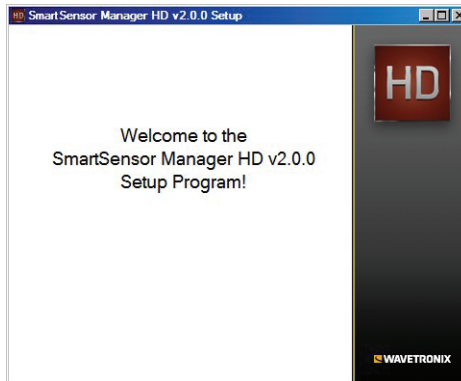 HD SmartSensor Manager HD v2.0.0 Setup
HD
Welcome to the
SmartSensor Manager HD v2.0.0
Setup Program!
WAVETRONIX